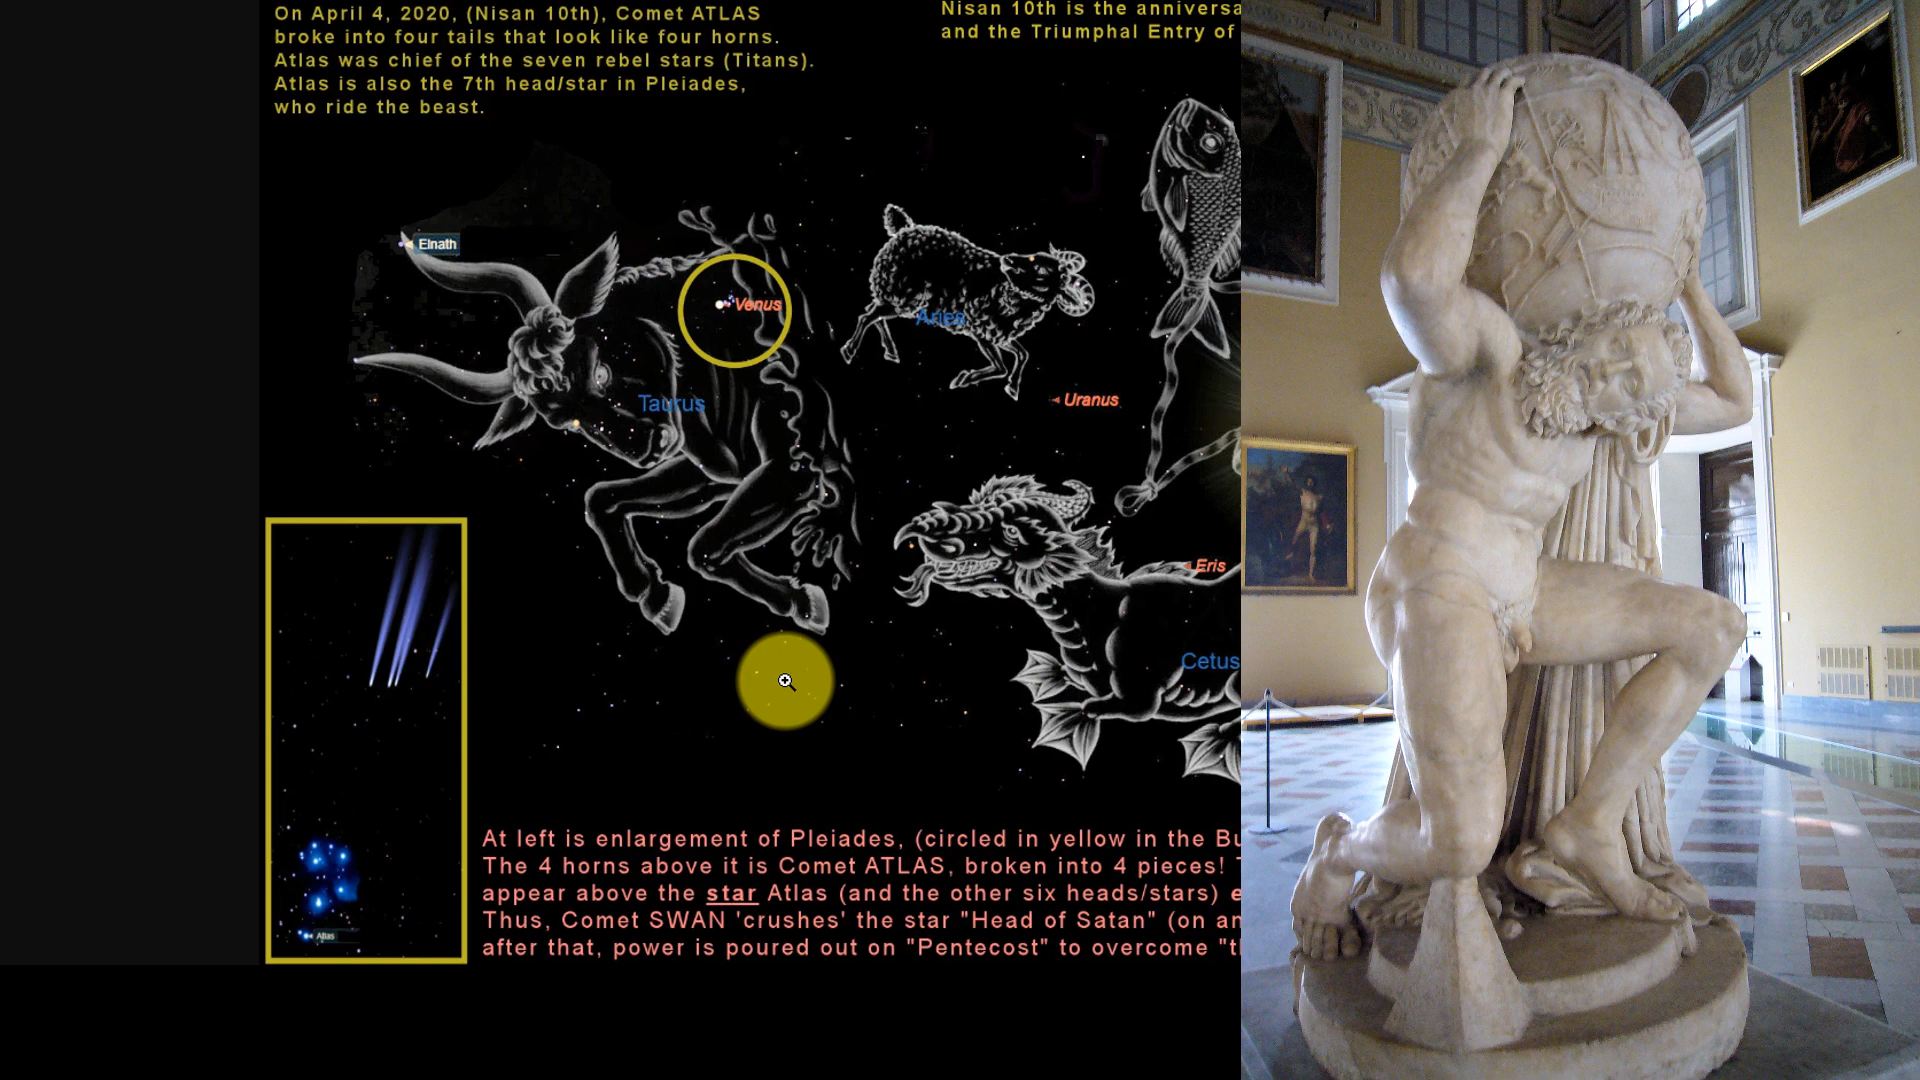 On April 4, 2020, (Nisan 10th), Comet ATLAS
broke into four tails that look like four horns.
Atlas was chief of the seven rebel stars (Titans).
Atlas is also the 7th head/star in Pleiades,
who ride the beast.
Nisan 10th is the anniversa
and the Triumphal Entry of
Elnath
Venus
Aries
Taurus
Uranus
Eris
Cetus
Atlas
At left is enlargement of Pleiades, (circled in yellow in the Bu
The 4 horns above it is Comet ATLAS, broken into 4 pieces! T
appear above the star Atlas (and the other six heads/stars) e
Thus, Comet SWAN 'crushes' the star "Head of Satan" (on an
after that, power is poured out on "Pentecost" to overcome "th